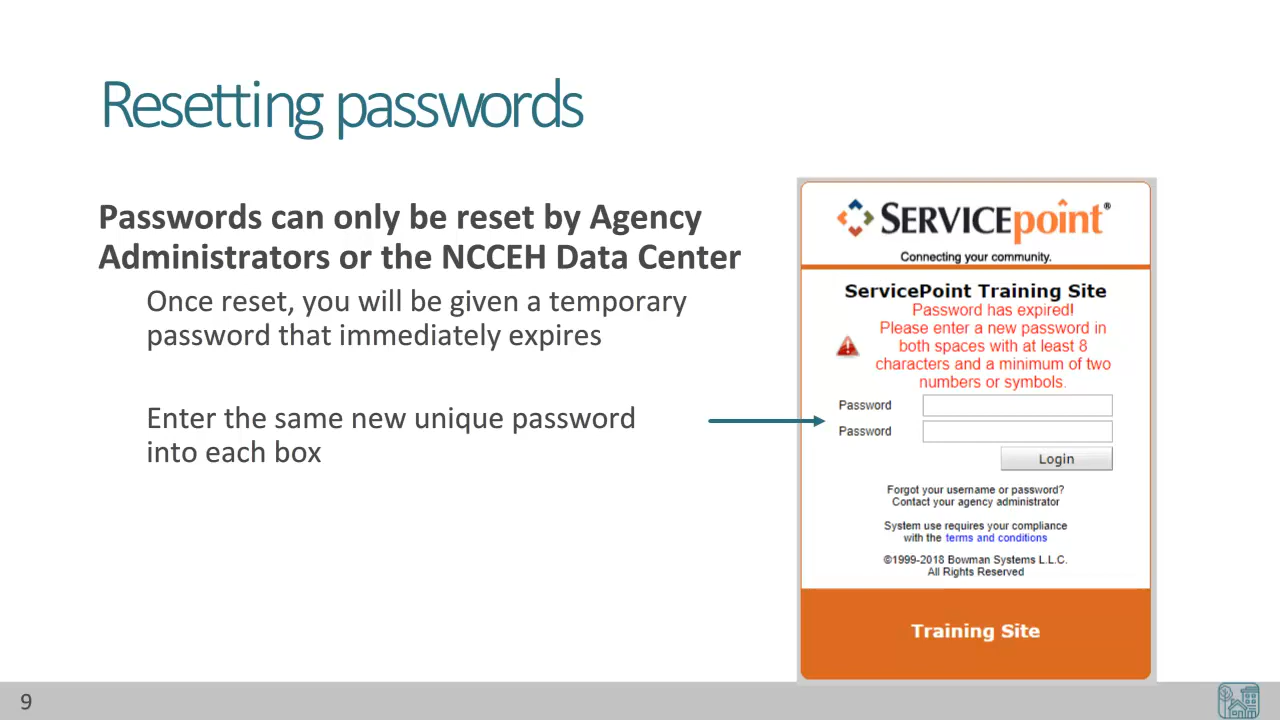 Resetting passwords
Passwords can only be reset by Agency
Administrators or the NCCEH Data Center
Once reset, you will be given a temporary
password that immediately expires
Enter the same new unique password
into each box
SERVICEpoint®
Connecting your community.
ServicePoint Training Site
Password has expired!
Please enter a new password in
both spaces with at least 8
characters and a minimum of two
numbers or symbols.
Password
Password
Login
Forgot your username or password?
Contact your agency administrator
System use requires your compliance
with the terms and conditions
©1999-2018 Bowman Systems L.L.C.
All Rights Reserved
Training Site
9